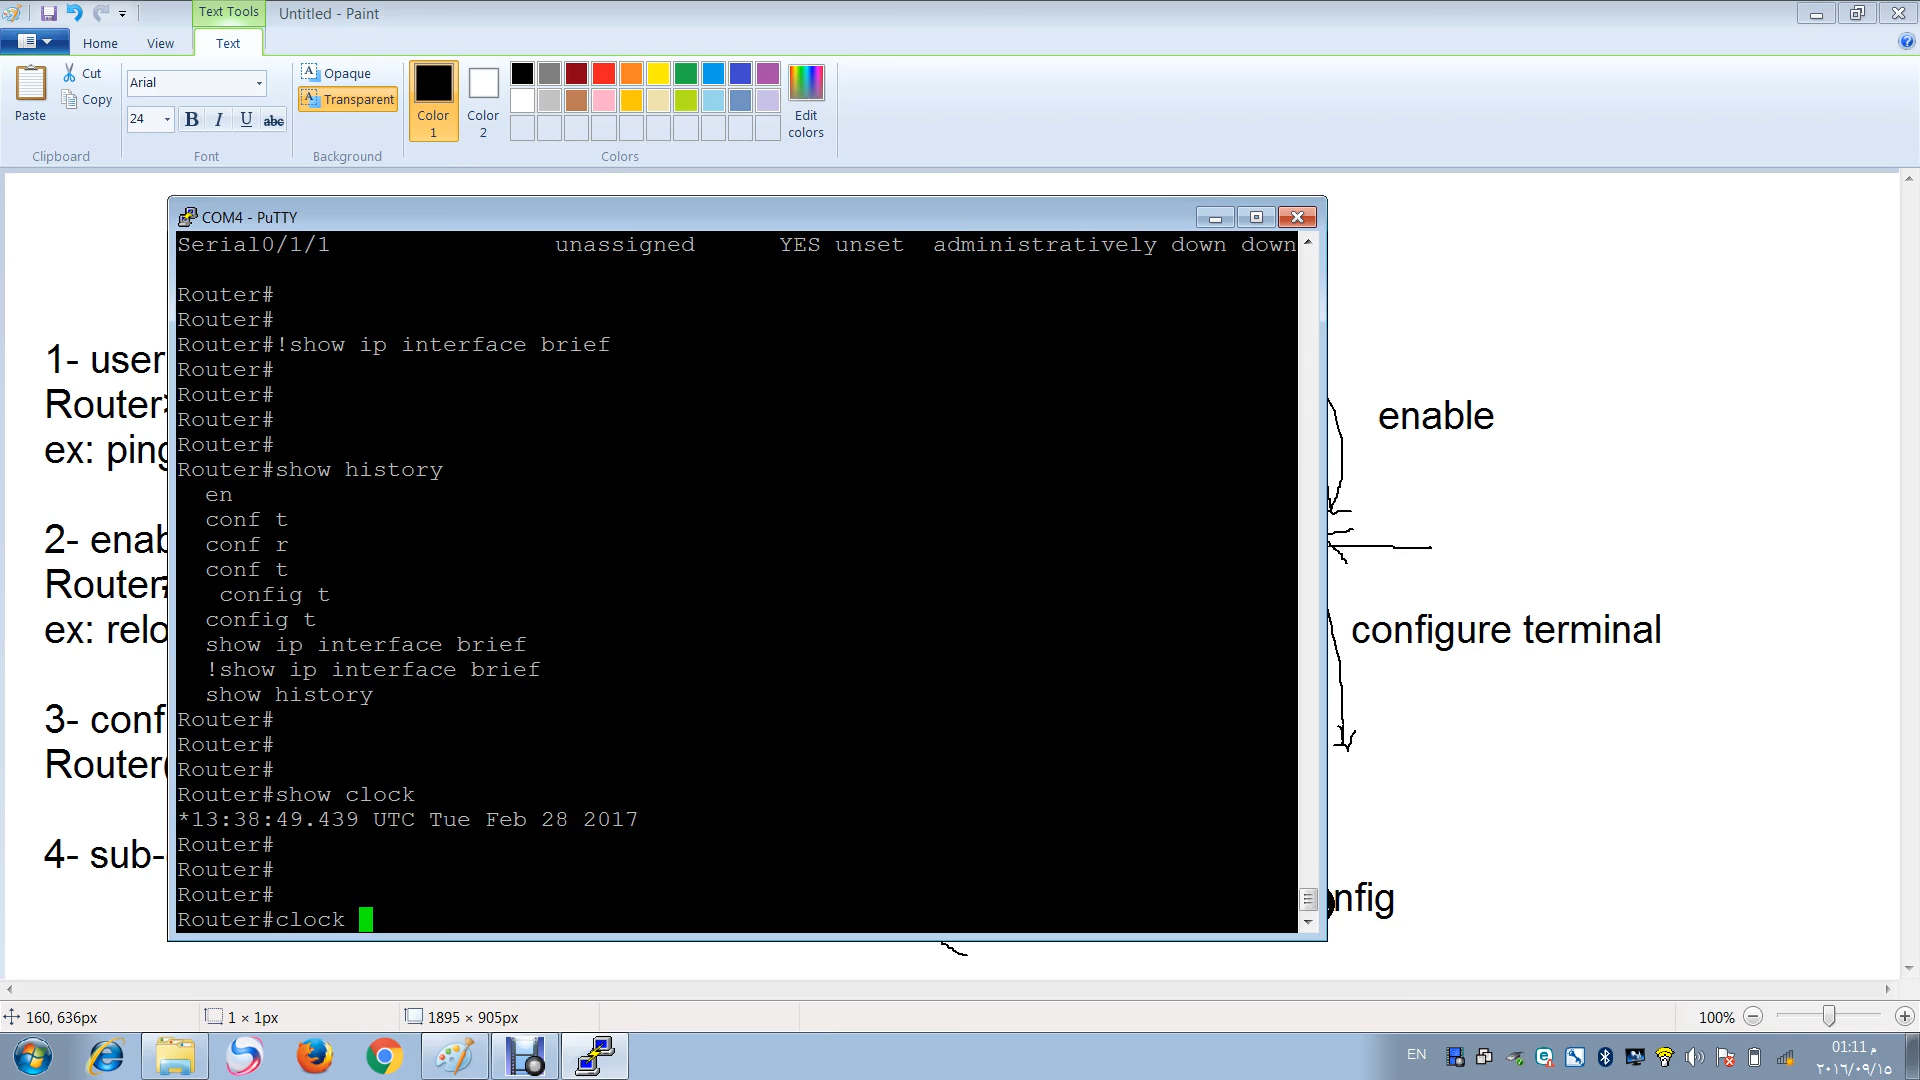 Text Tools
Untitled - Paint
Home
View
Text
Paste
Cut
Copy
Clipboard
Arial
24
B I U abc
Font
Opaque
Transparent
Background
Color 1
Color 2
Edit colors
Colors
COM4 - PuTTY
Serial0/1/1 unassigned YES unset administratively down down
Router#
Router#
Router#!show ip interface brief
Router#
Router#
Router#
Router#
Router#show history
en
conf t
conf r
conf t
config t
config t
show ip interface brief
!show ip interface brief
show history
Router#
Router#
Router#
Router#show clock
*13:38:49.439 UTC Tue Feb 28 2017
Router#
Router#
Router#
Router#clock
1- user
Router>
ex: ping
2- enab
Router#
ex: relo
3- conf
Router(
4- sub-
enable
configure terminal
nfig
160, 636px
1 × 1px
1895 × 905px
100%
EN
01:11 م
٢٠١٦/٠٩/١٥